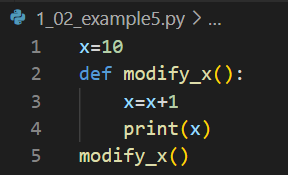 1_02_example5.py > ...
1 x=10
2 def modify_x():
3     x=x+1
4     print(x)
5 modify_x()